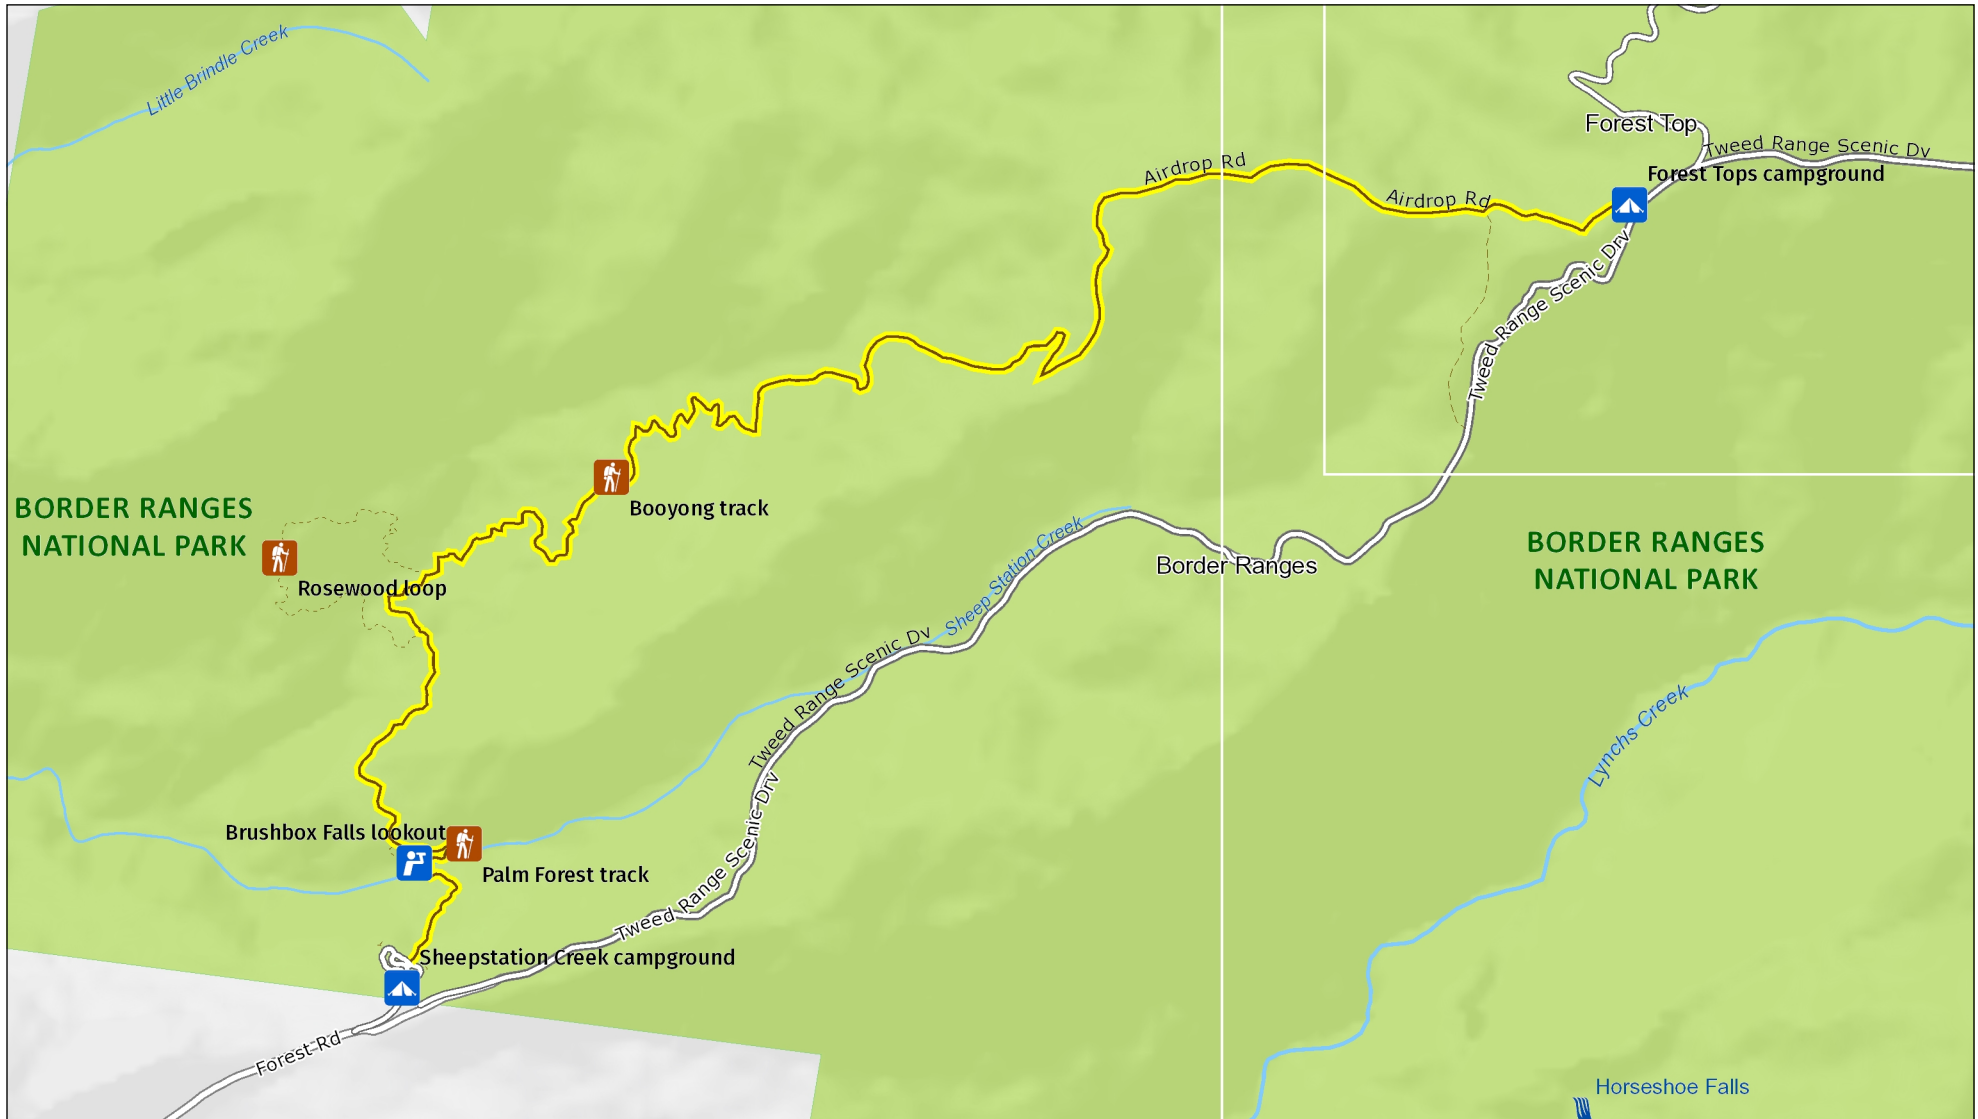 Little Brindle Creek
Forest Top
Tweed Range Scenic Dv
Airdrop Rd
Forest Tops campground
Airdrop Rd
Tweed Range Scenic Drv
BORDER RANGES
NATIONAL PARK
Booyong track
Rosewood loop
Sheep Station Creek
Border Ranges
BORDER RANGES
NATIONAL PARK
Tweed Range Scenic Dv
Lynchs Creek
Brushbox Falls lookout
Palm Forest track
Tweed Range Scenic Drv
Sheepstation Creek campground
Forest Rd
Horseshoe Falls